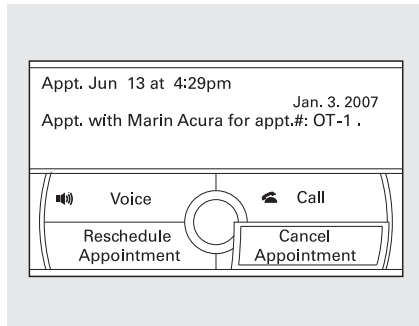 Appt. Jun 13 at 4:29pm
Jan. 3. 2007
Appt. with Marin Acura for appt.#: OT-1 .
Voice
Call
Reschedule
Appointment
Cancel
Appointment